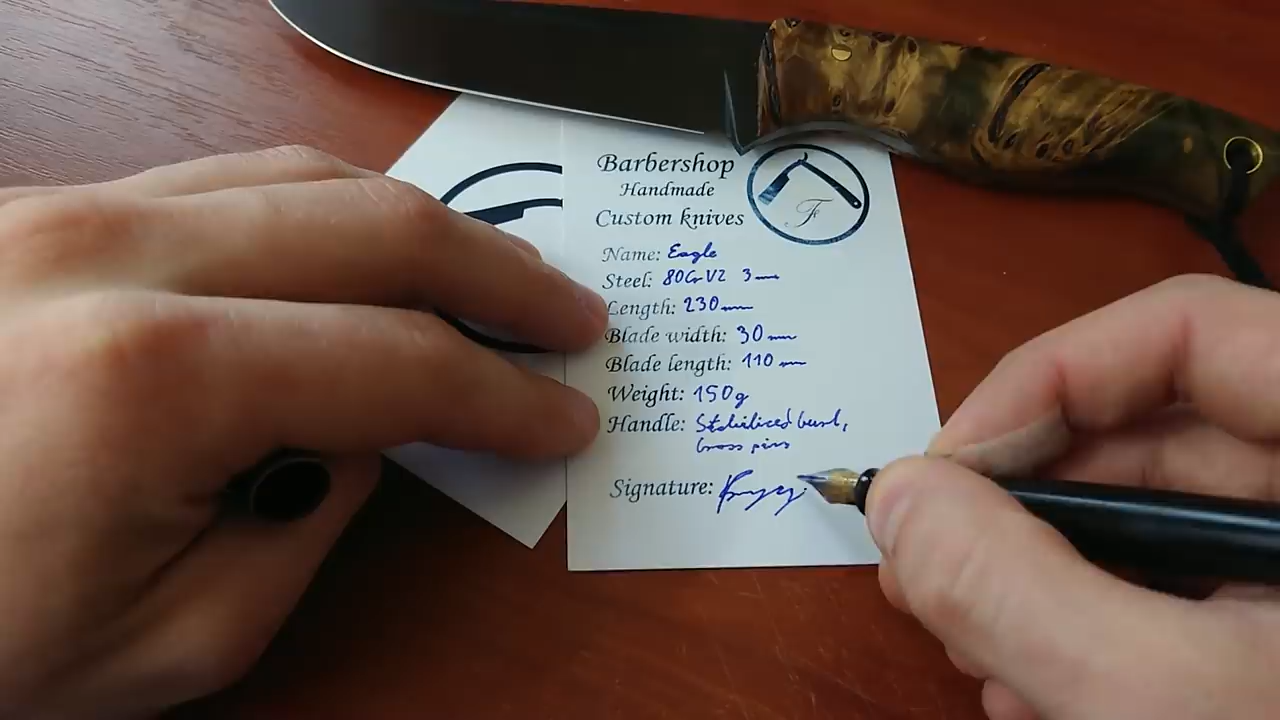 Barbershop
Handmade
Custom knives
F
Name: Eagle
Steel: 80CrV2 3mm
Length: 230mm
Blade width: 30mm
Blade length: 110mm
Weight: 150g
Handle: Stabiliced burl,
brass pins
Signature: